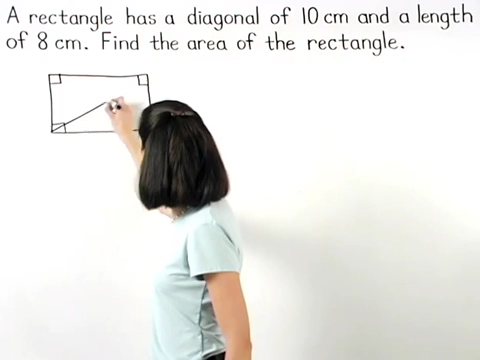 A rectangle has a diagonal of 10 cm and a length
of 8 cm. Find the area of the rectangle.